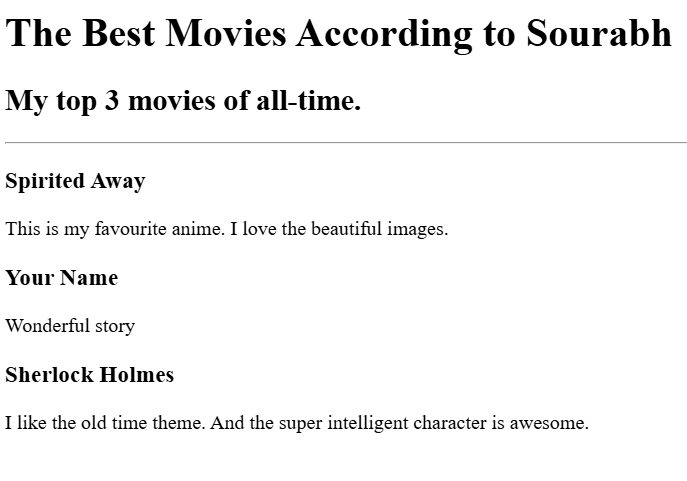 The Best Movies According to Sourabh
My top 3 movies of all-time.
Spirited Away
This is my favourite anime. I love the beautiful images.
Your Name
Wonderful story
Sherlock Holmes
I like the old time theme. And the super intelligent character is awesome.